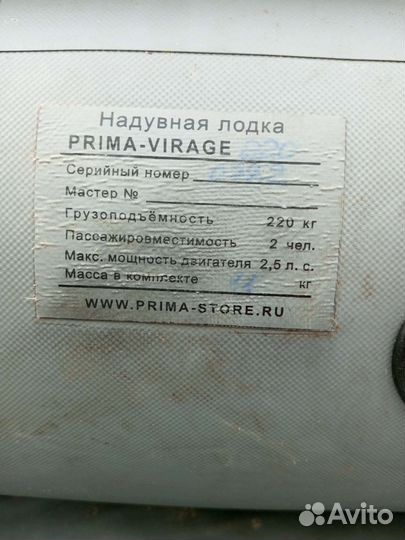 Надувная лодка
PRIMA-VIRAGE
Серийный номер
Мастер №
Грузоподъёмность 220 кг
Пассажировместимость 2 чел.
Макс. мощность двигателя 2,5 л. с.
Масса в комплекте кг
WWW.PRIMA-STORE.RU
Avito